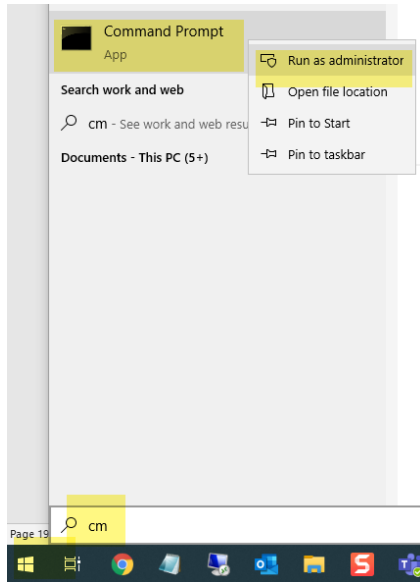 Command Prompt
App
Run as administrator
Search work and web
Open file location
cm - See work and web resu
Pin to Start
Documents - This PC (5+)
Pin to taskbar
cm
Page 19
S
T